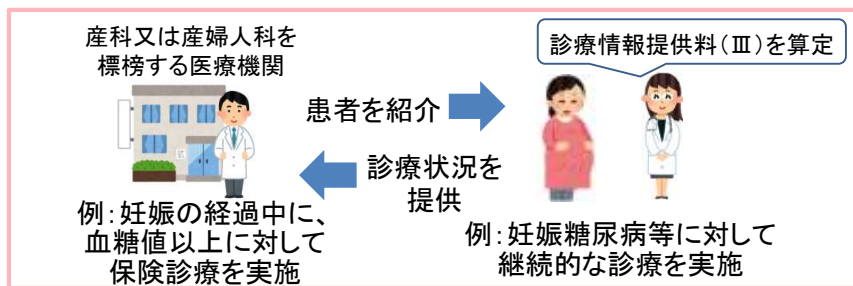 産科又は産婦人科を
標榜する医療機関
診療情報提供料(Ⅲ)を算定
患者を紹介
診療状況を
提供
例:妊娠の経過中に、
血糖値以上に対して
保険診療を実施
例:妊娠糖尿病等に対して
継続的な診療を実施